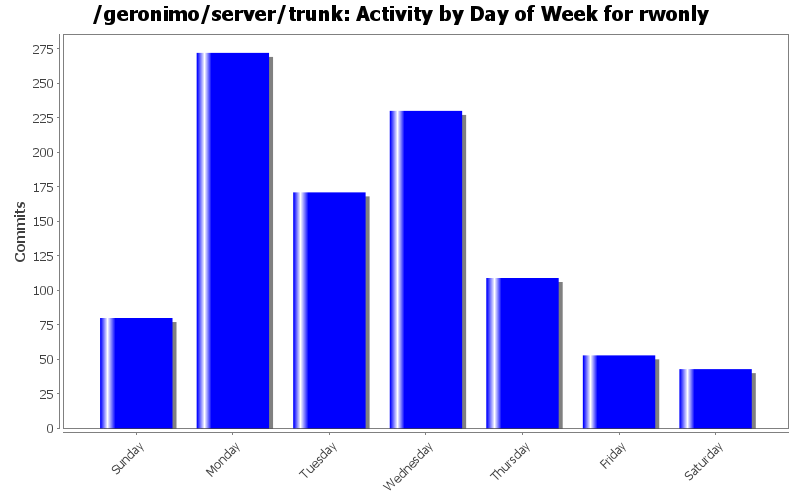 /geronimo/server/trunk: Activity by Day of Week for rwonly
275
250
225
200
175
150
125
100
75
50
25
0
Commits
Sunday
Monday
Tuesday
Wednesday
Thursday
Friday
Saturday